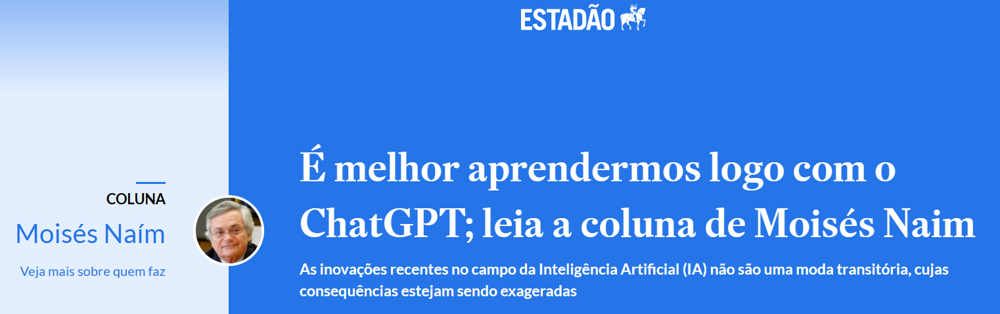 ESTADÃO
COLUNA
Moisés Naím
Veja mais sobre quem faz
É melhor aprendermos logo com o
ChatGPT; leia a coluna de Moisés Naim
As inovações recentes no campo da Inteligência Artificial (IA) não são uma moda transitória, cujas
consequências estejam sendo exageradas